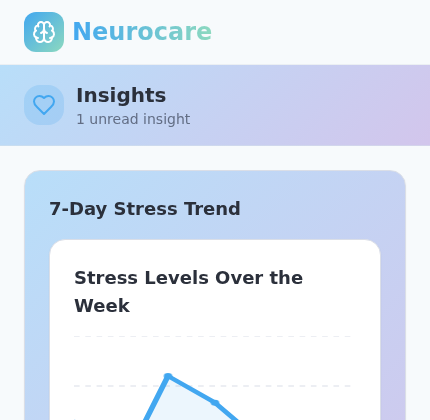 Neurocare
Insights
1 unread insight
7-Day Stress Trend
Stress Levels Over the
Week